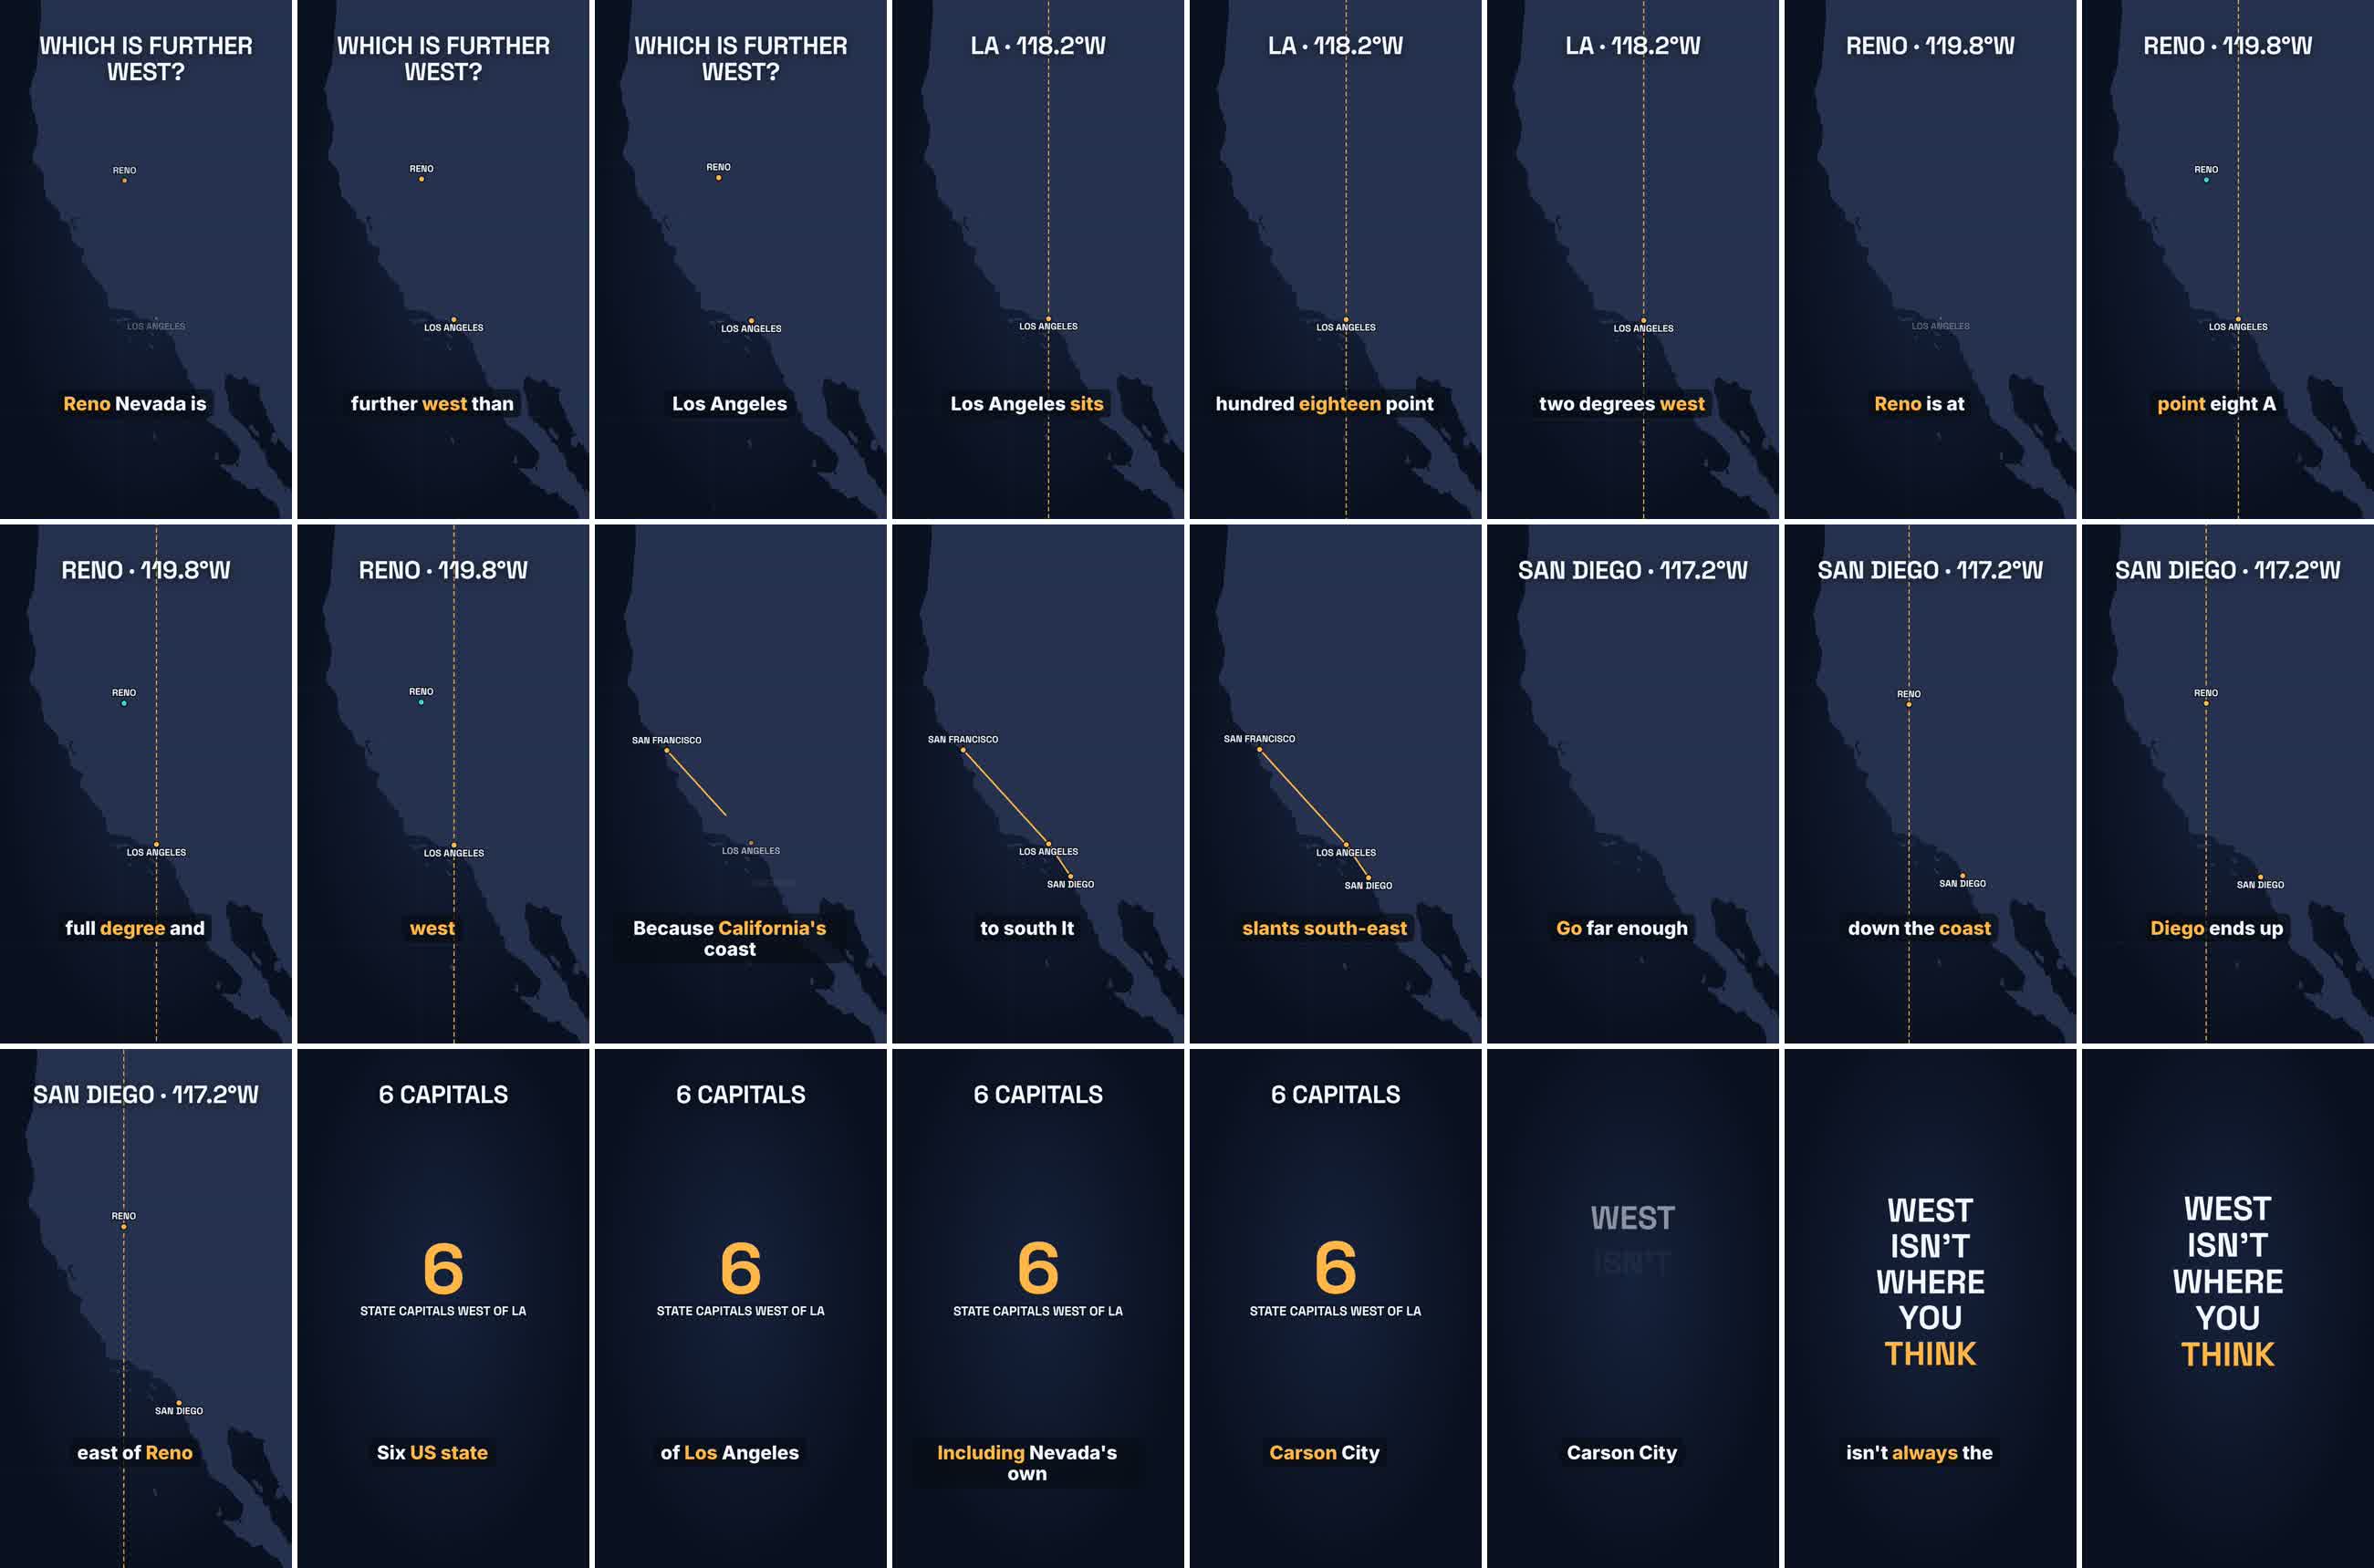 WHICH IS FURTHER
WEST?
RENO
LOS ANGELES
Reno Nevada is
WHICH IS FURTHER
WEST?
RENO
LOS ANGELES
further west than
WHICH IS FURTHER
WEST?
RENO
LOS ANGELES
Los Angeles
LA · 118.2°W
LOS ANGELES
Los Angeles sits
LA · 118.2°W
LOS ANGELES
hundred eighteen point
LA · 118.2°W
LOS ANGELES
two degrees west
RENO · 119.8°W
LOS ANGELES
Reno is at
RENO · 119.8°W
RENO
LOS ANGELES
point eight A
RENO · 119.8°W
RENO
LOS ANGELES
full degree and
RENO · 119.8°W
RENO
LOS ANGELES
west
SAN FRANCISCO
LOS ANGELES
Because California's
coast
SAN FRANCISCO
LOS ANGELES
SAN DIEGO
to south It
SAN FRANCISCO
LOS ANGELES
SAN DIEGO
slants south-east
SAN DIEGO · 117.2°W
Go far enough
SAN DIEGO · 117.2°W
RENO
SAN DIEGO
down the coast
SAN DIEGO · 117.2°W
RENO
SAN DIEGO
Diego ends up
SAN DIEGO · 117.2°W
RENO
SAN DIEGO
east of Reno
6 CAPITALS
6
STATE CAPITALS WEST OF LA
Six US state
6 CAPITALS
6
STATE CAPITALS WEST OF LA
of Los Angeles
6 CAPITALS
6
STATE CAPITALS WEST OF LA
Including Nevada's
own
6 CAPITALS
6
STATE CAPITALS WEST OF LA
Carson City
WEST
ISN'T
Carson City
WEST
ISN'T
WHERE
YOU
THINK
isn't always the
WEST
ISN'T
WHERE
YOU
THINK